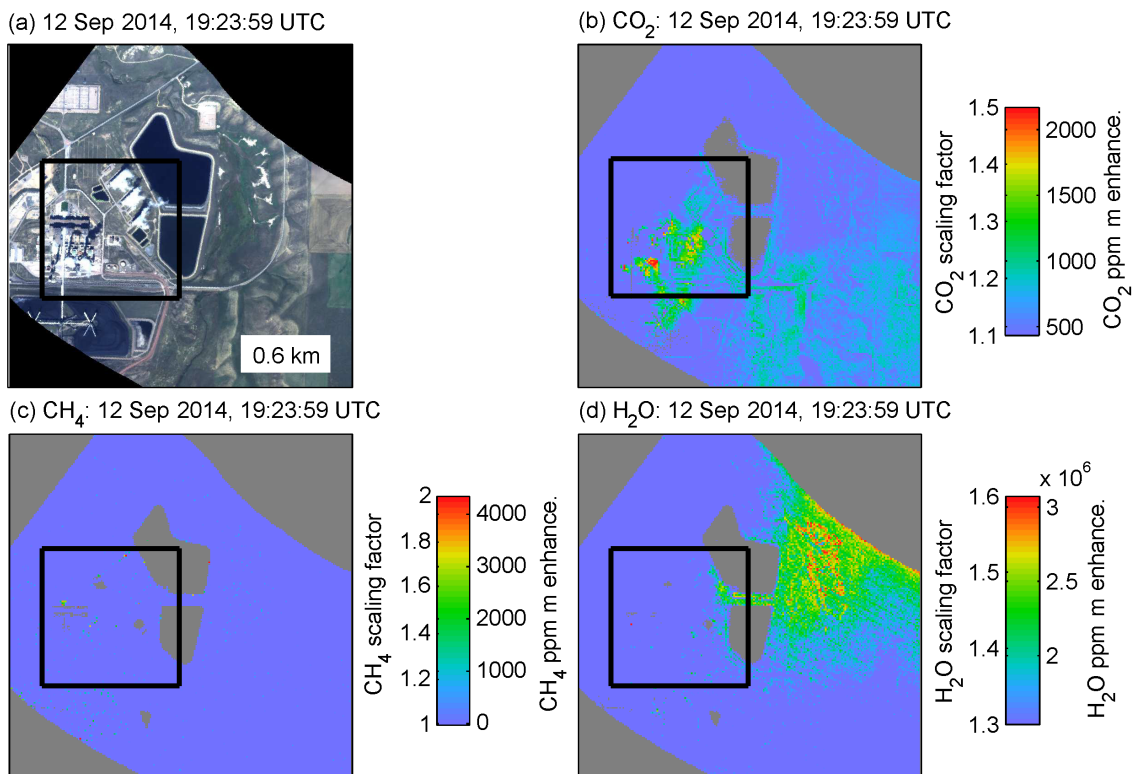 (a) 12 Sep 2014, 19:23:59 UTC
0.6 km
(b) CO₂: 12 Sep 2014, 19:23:59 UTC
1.5
1.4
1.3
1.2
1.1
CO₂ scaling factor
2000
1500
1000
500
CO₂ ppm m enhance.
(c) CH₄: 12 Sep 2014, 19:23:59 UTC
2
1.8
1.6
1.4
1.2
1
CH₄ scaling factor
4000
3000
2000
1000
0
CH₄ ppm m enhance.
(d) H₂O: 12 Sep 2014, 19:23:59 UTC
x 10⁶
1.6
1.5
1.4
1.3
H₂O scaling factor
3
2.5
2
H₂O ppm m enhance.